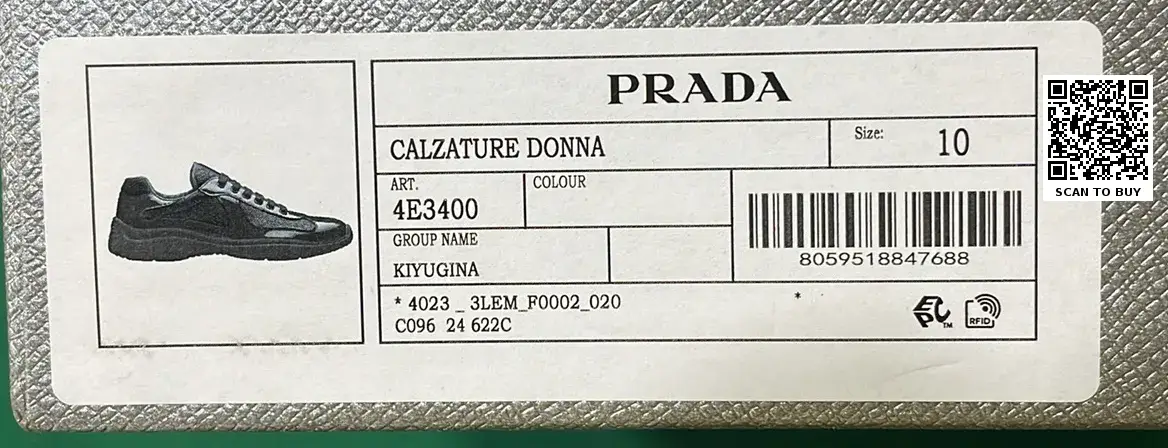 PRADA
CALZATURE DONNA
Size: 10
ART.
4E3400
COLOUR
GROUP NAME
KIYUGINA
8059518847688
* 4023 _ 3LEM_F0002_020
*
C096 24 622C
EPC™
RFID
SCAN TO BUY